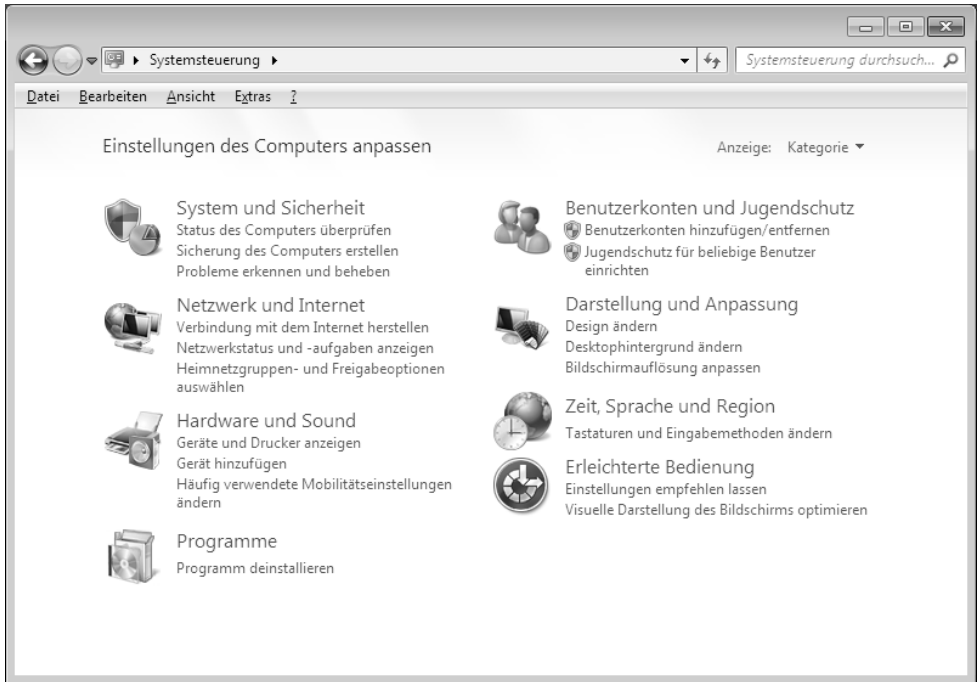 Systemsteuerung
Systemsteuerung durchsuch...
Datei Bearbeiten Ansicht Extras ?
Einstellungen des Computers anpassen
Anzeige: Kategorie
System und Sicherheit
Status des Computers überprüfen
Sicherung des Computers erstellen
Probleme erkennen und beheben
Netzwerk und Internet
Verbindung mit dem Internet herstellen
Netzwerkstatus und -aufgaben anzeigen
Heimnetzgruppen- und Freigabeoptionen
auswählen
Hardware und Sound
Geräte und Drucker anzeigen
Gerät hinzufügen
Häufig verwendete Mobilitätseinstellungen
ändern
Programme
Programm deinstallieren
Benutzerkonten und Jugendschutz
Benutzerkonten hinzufügen/entfernen
Jugendschutz für beliebige Benutzer
einrichten
Darstellung und Anpassung
Design ändern
Desktophintergrund ändern
Bildschirmauflösung anpassen
Zeit, Sprache und Region
Tastaturen und Eingabemethoden ändern
Erleichterte Bedienung
Einstellungen empfehlen lassen
Visuelle Darstellung des Bildschirms optimieren